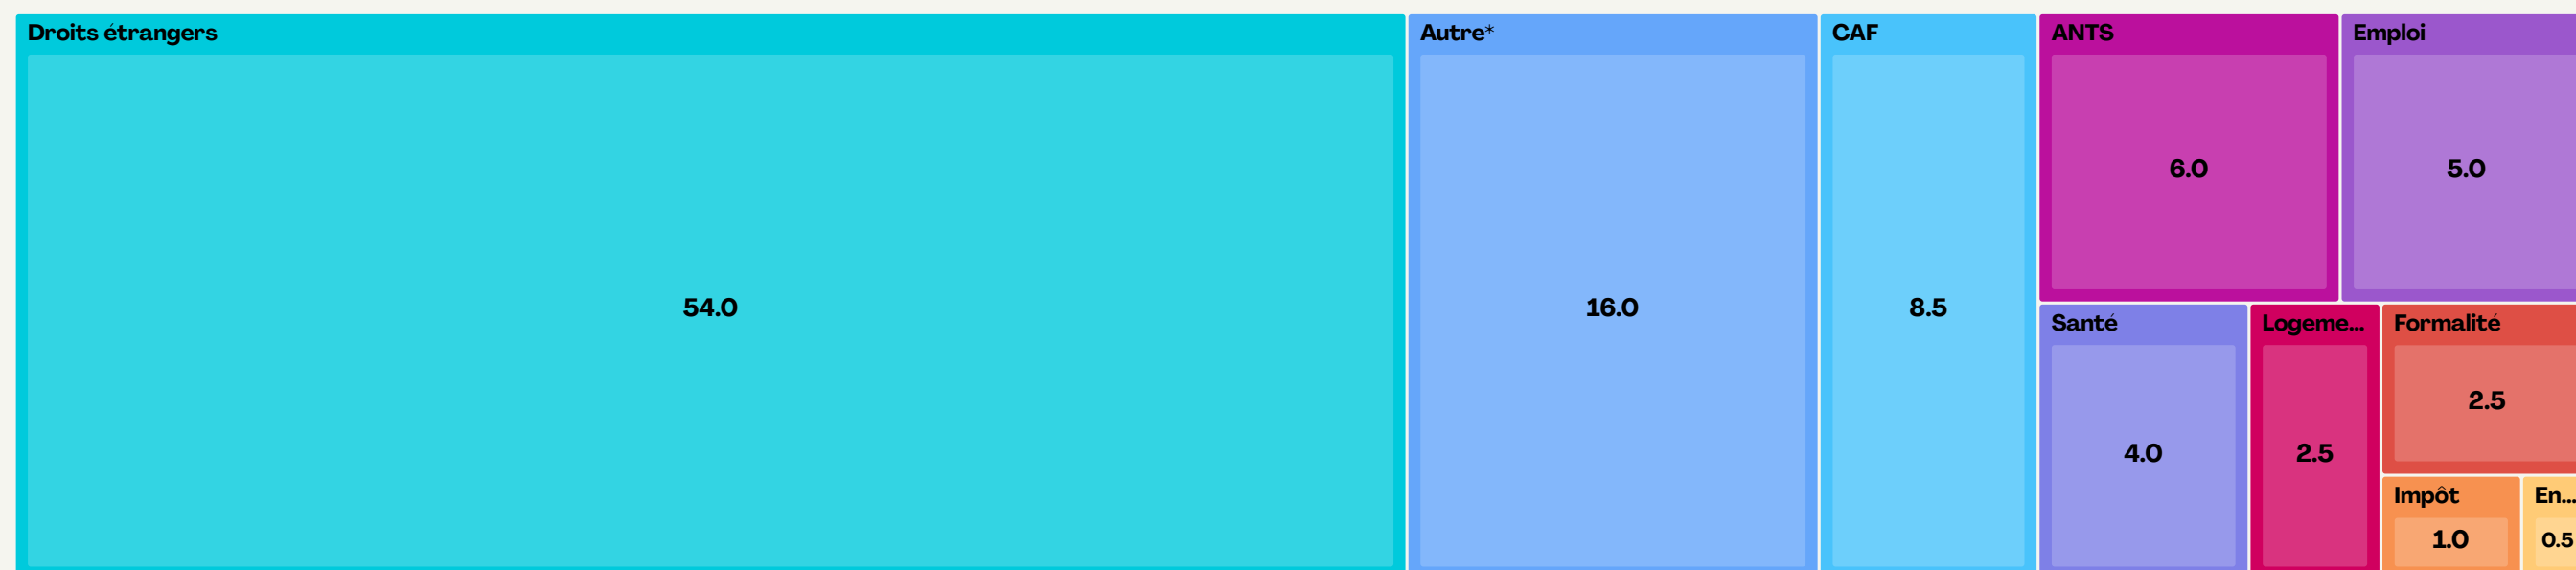 Droits étrangers
54.0
Autre*
16.0
CAF
8.5
ANTS
6.0
Emploi
5.0
Santé
4.0
Logeme...
2.5
Formalité
2.5
Impôt
1.0
En...
0.5